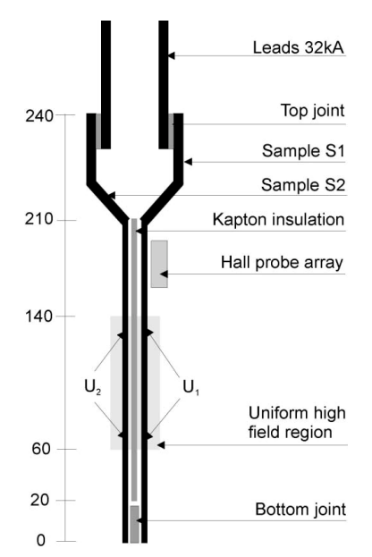 Leads 32kA
240
Top joint
Sample S1
Sample S2
210
Kapton insulation
Hall probe array
140
U₂
U₁
Uniform high
field region
60
20
Bottom joint
0